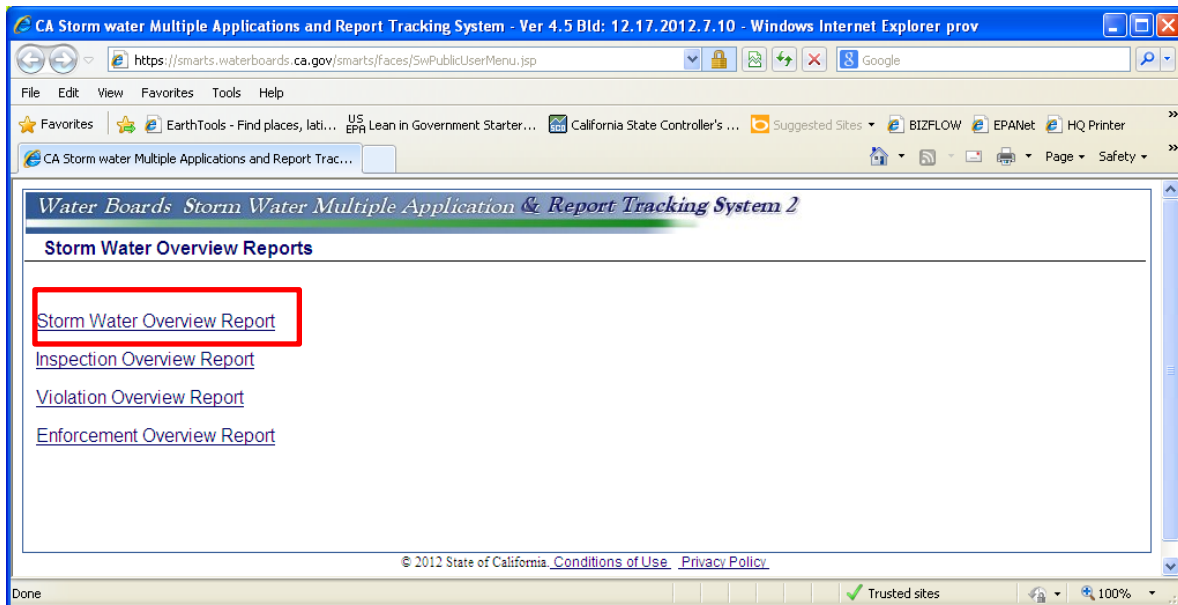 CA Storm water Multiple Applications and Report Tracking System - Ver 4.5 Bld: 12.17.2012.7.10 - Windows Internet Explorer prov
https://smarts.waterboards.ca.gov/smarts/faces/SwPublicUserMenu.jsp
Google
File Edit View Favorites Tools Help
Favorites EarthTools - Find places, lati... US EPA Lean in Government Starter... California State Controller's ... Suggested Sites BIZFLOW EPANet HQ Printer »
CA Storm water Multiple Applications and Report Trac... Page Safety »
Water Boards Storm Water Multiple Application & Report Tracking System 2
Storm Water Overview Reports
Storm Water Overview Report
Inspection Overview Report
Violation Overview Report
Enforcement Overview Report
© 2012 State of California. Conditions of Use Privacy Policy
Done Trusted sites 100%